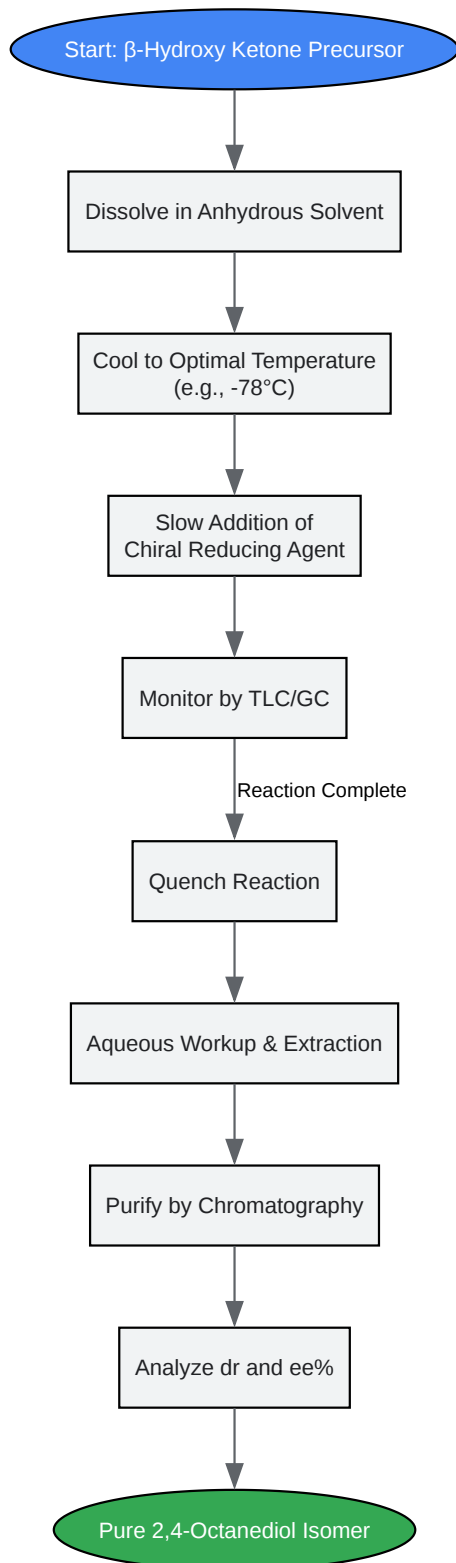 Start: β-Hydroxy Ketone Precursor
Dissolve in Anhydrous Solvent
Cool to Optimal Temperature
(e.g., -78°C)
Slow Addition of
Chiral Reducing Agent
Monitor by TLC/GC
Reaction Complete
Quench Reaction
Aqueous Workup & Extraction
Purify by Chromatography
Analyze dr and ee%
Pure 2,4-Octanediol Isomer